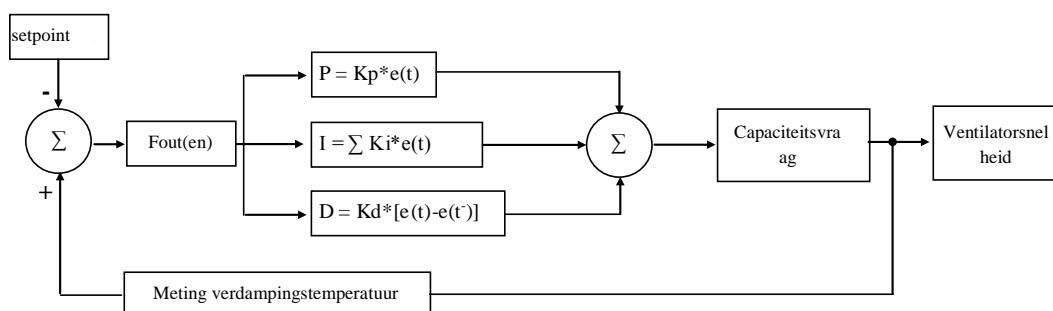 setpoint
-
∑
+
Fout(en)
P = Kp*e(t)
I = ∑ Ki*e(t)
D = Kd*[e(t)-e(t⁻)]
∑
Capaciteitsvra
ag
Ventilatorsnel
heid
Meting verdampingstemperatuur